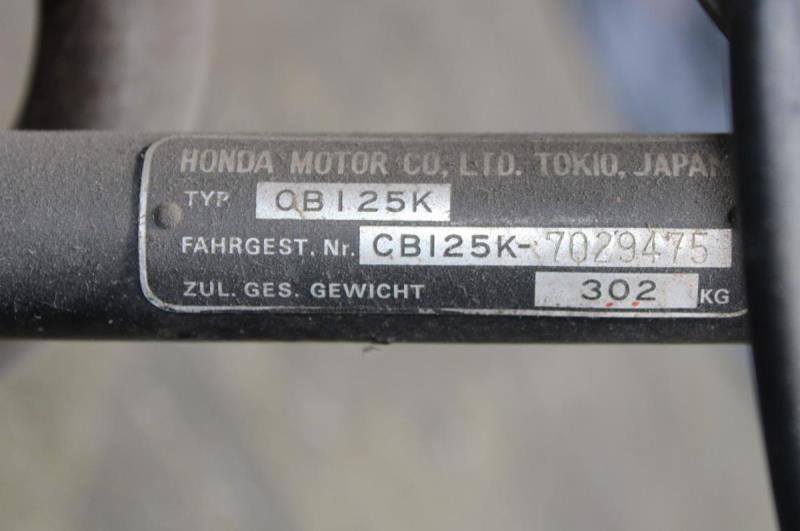 HONDA MOTOR CO., LTD. TOKIO, JAPAN
TYP CB125K
FAHRGEST. Nr. CB125K-7029475
ZUL. GES. GEWICHT 302 KG